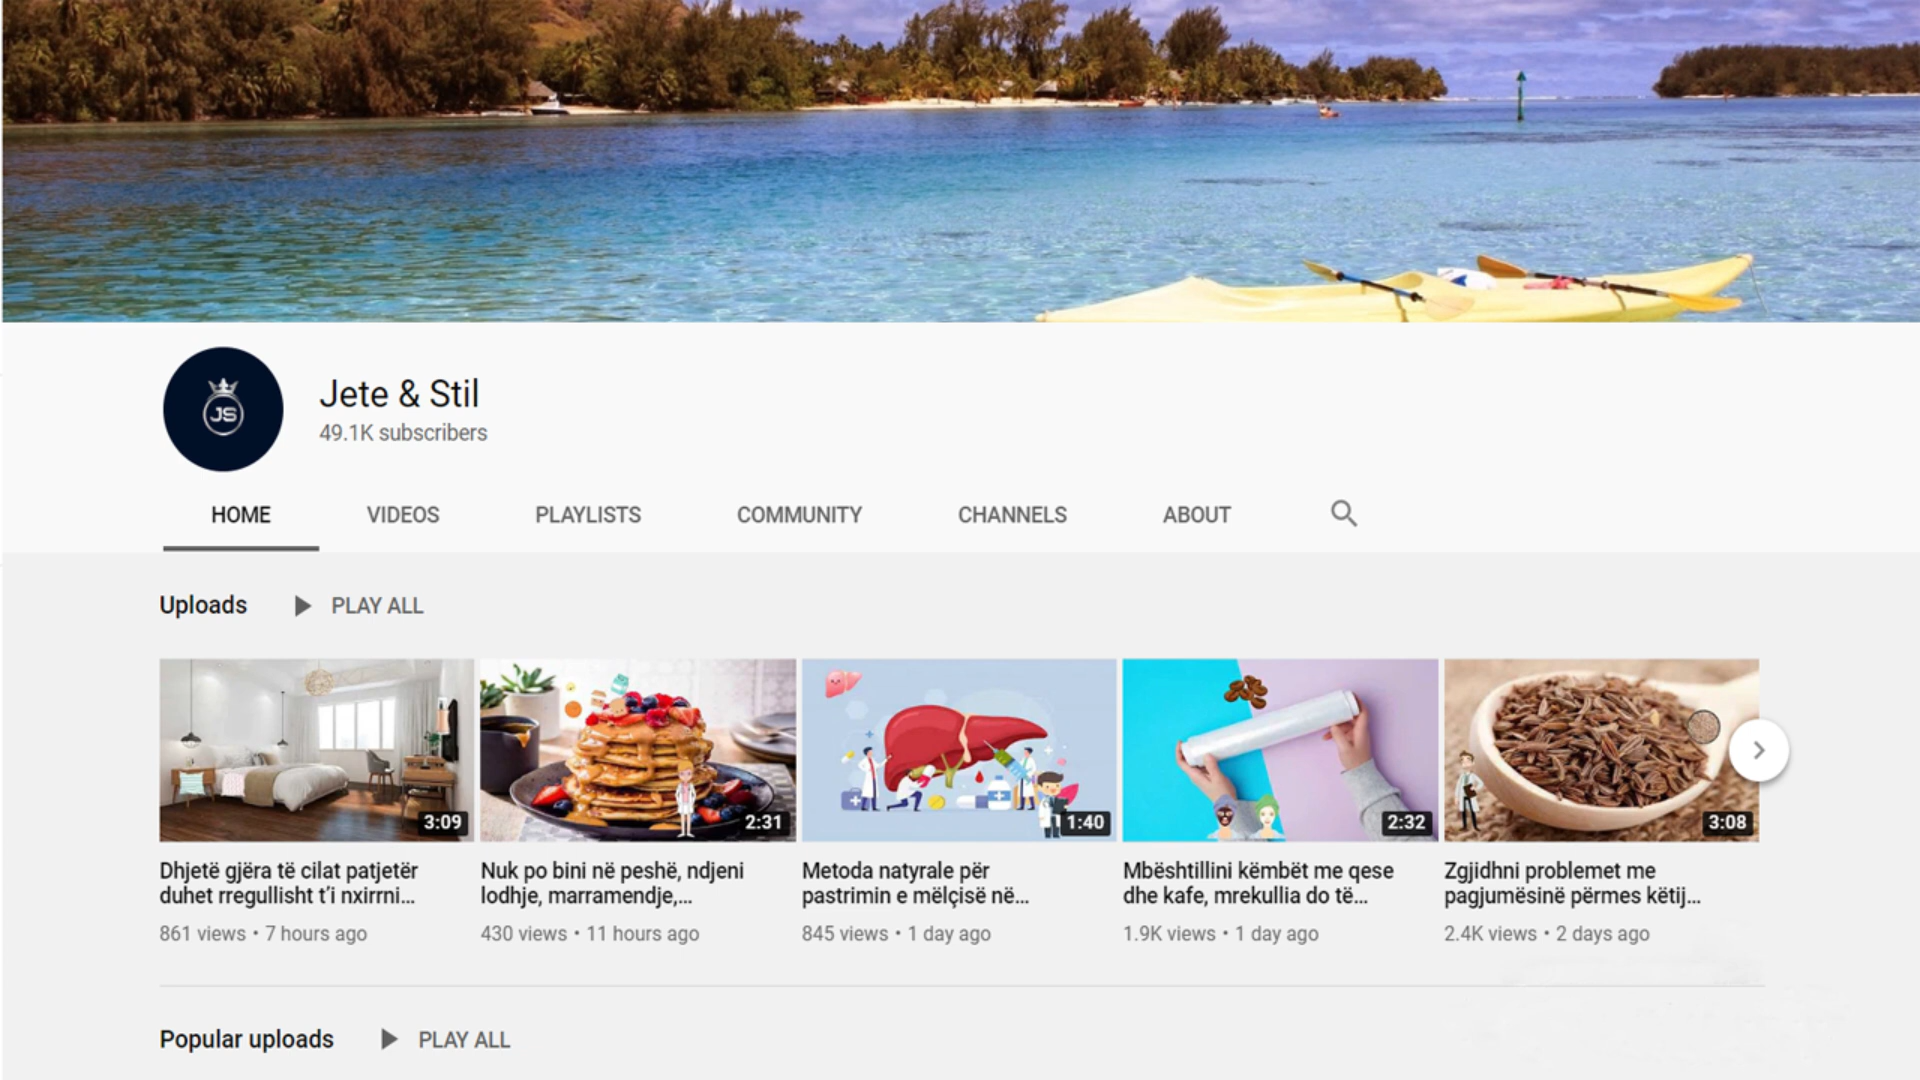 JS
Jete & Stil
49.1K subscribers
HOME VIDEOS PLAYLISTS COMMUNITY CHANNELS ABOUT
Uploads PLAY ALL
3:09
2:31
1:40
2:32
3:08
Dhjetë gjëra të cilat patjetër
duhet rregullisht t'i nxirrni...
861 views • 7 hours ago
Nuk po bini në peshë, ndjeni
lodhje, marramendje,...
430 views • 11 hours ago
Metoda natyrale për
pastrimin e mëlçisë në...
845 views • 1 day ago
Mbështillini këmbët me qese
dhe kafe, mrekullia do të...
1.9K views • 1 day ago
Zgjidhni problemet me
pagjumësinë përmes këtij...
2.4K views • 2 days ago
Popular uploads PLAY ALL